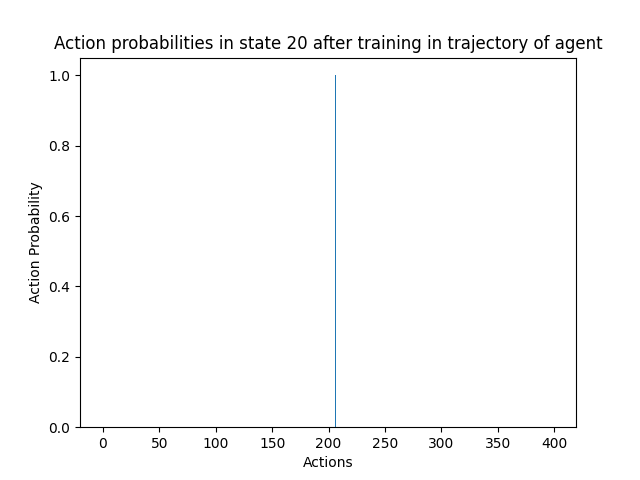 Action probabilities in state 20 after training in trajectory of agent
1.0
0.8
0.6
0.4
0.2
0.0
Action Probability
0 50 100 150 200 250 300 350 400
Actions